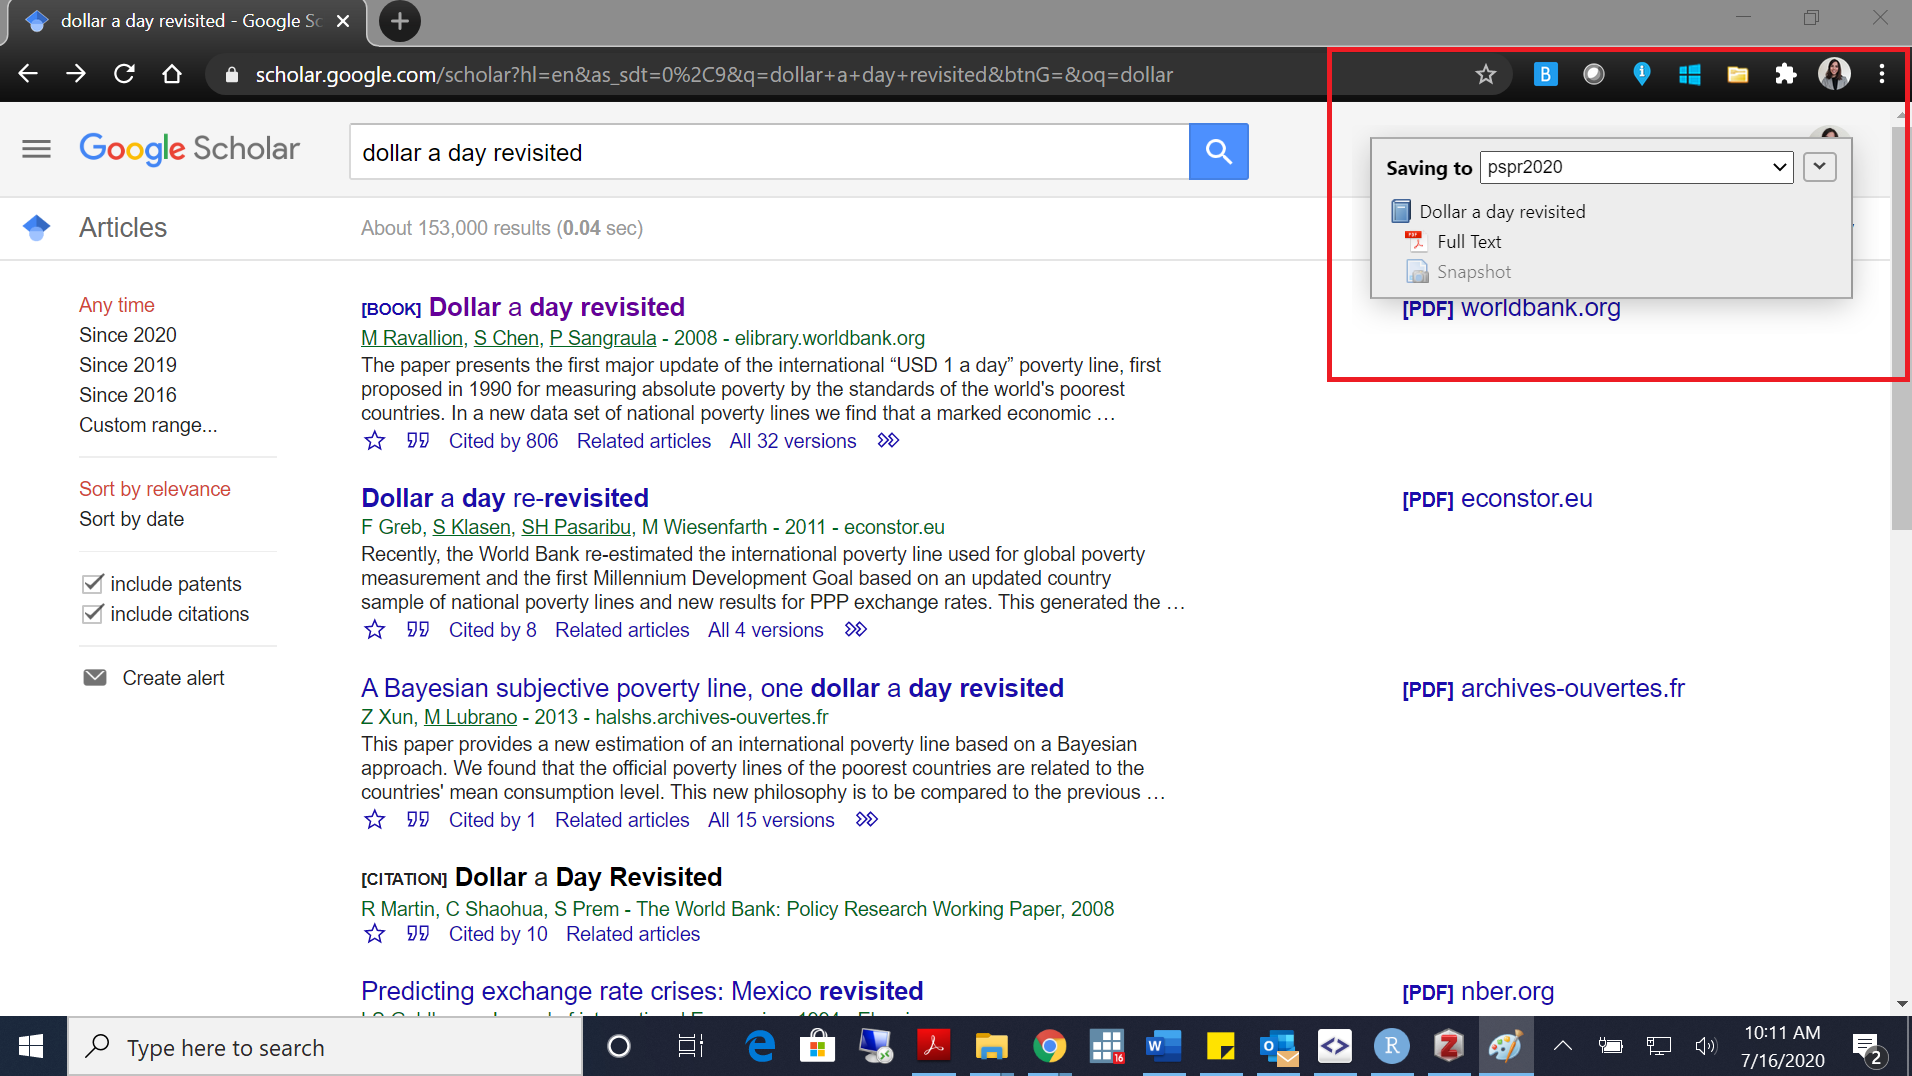 dollar a day revisited - Google Sc
scholar.google.com/scholar?hl=en&as_sdt=0%2C9&q=dollar+a+day+revisited&btnG=&oq=dollar
B
Google Scholar
dollar a day revisited
Saving to pspr2020
Dollar a day revisited
PDF Full Text
Snapshot
Articles
About 153,000 results (0.04 sec)
Any time
Since 2020
Since 2019
Since 2016
Custom range...
Sort by relevance
Sort by date
include patents
include citations
Create alert
[BOOK] Dollar a day revisited
[PDF] worldbank.org
M Ravallion, S Chen, P Sangraula - 2008 - elibrary.worldbank.org
The paper presents the first major update of the international “USD 1 a day” poverty line, first
proposed in 1990 for measuring absolute poverty by the standards of the world's poorest
countries. In a new data set of national poverty lines we find that a marked economic …
Cited by 806 Related articles All 32 versions
Dollar a day re-revisited
[PDF] econstor.eu
F Greb, S Klasen, SH Pasaribu, M Wiesenfarth - 2011 - econstor.eu
Recently, the World Bank re-estimated the international poverty line used for global poverty
measurement and the first Millennium Development Goal based on an updated country
sample of national poverty lines and new results for PPP exchange rates. This generated the …
Cited by 8 Related articles All 4 versions
A Bayesian subjective poverty line, one dollar a day revisited
[PDF] archives-ouvertes.fr
Z Xun, M Lubrano - 2013 - halshs.archives-ouvertes.fr
This paper provides a new estimation of an international poverty line based on a Bayesian
approach. We found that the official poverty lines of the poorest countries are related to the
countries' mean consumption level. This new philosophy is to be compared to the previous …
Cited by 1 Related articles All 15 versions
[CITATION] Dollar a Day Revisited
R Martin, C Shaohua, S Prem - The World Bank: Policy Research Working Paper, 2008
Cited by 10 Related articles
Predicting exchange rate crises: Mexico revisited
[PDF] nber.org
Type here to search
16
W
O
R
Z
10:11 AM
7/16/2020
2